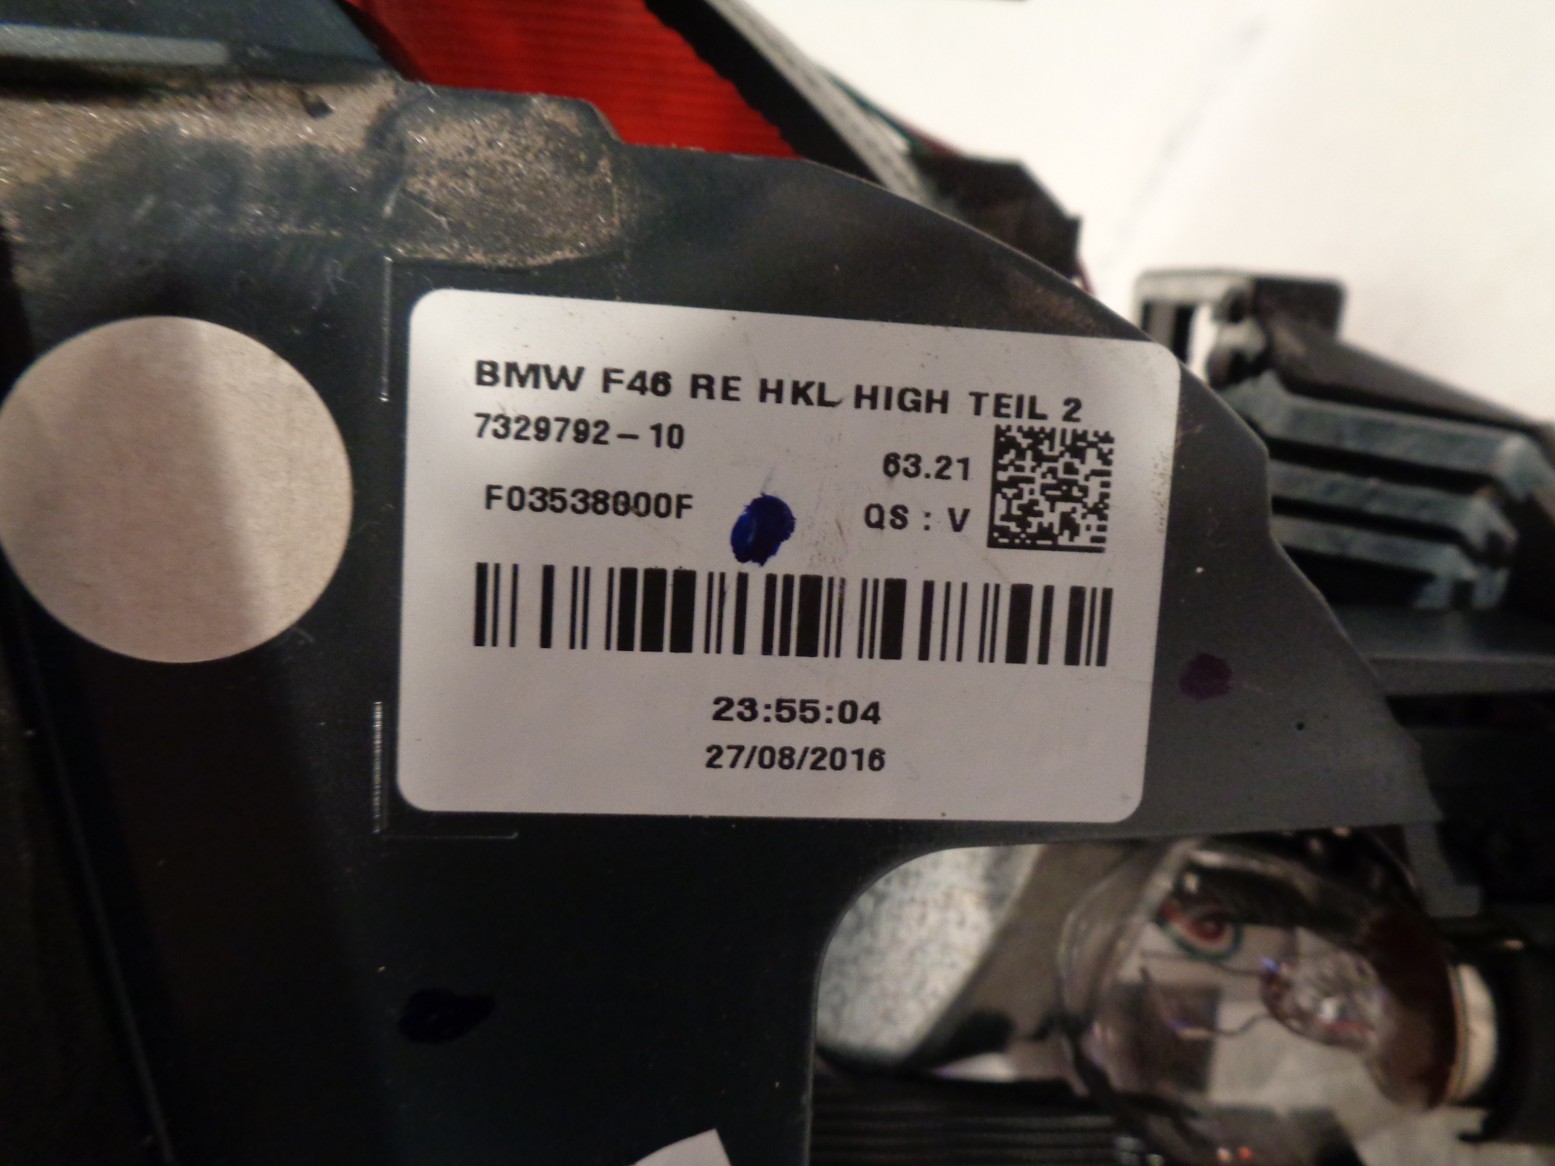 BMW F46 RE HKL HIGH TEIL 2
7329792-10
63.21
F03538000F
QS : V
23:55:04
27/08/2016